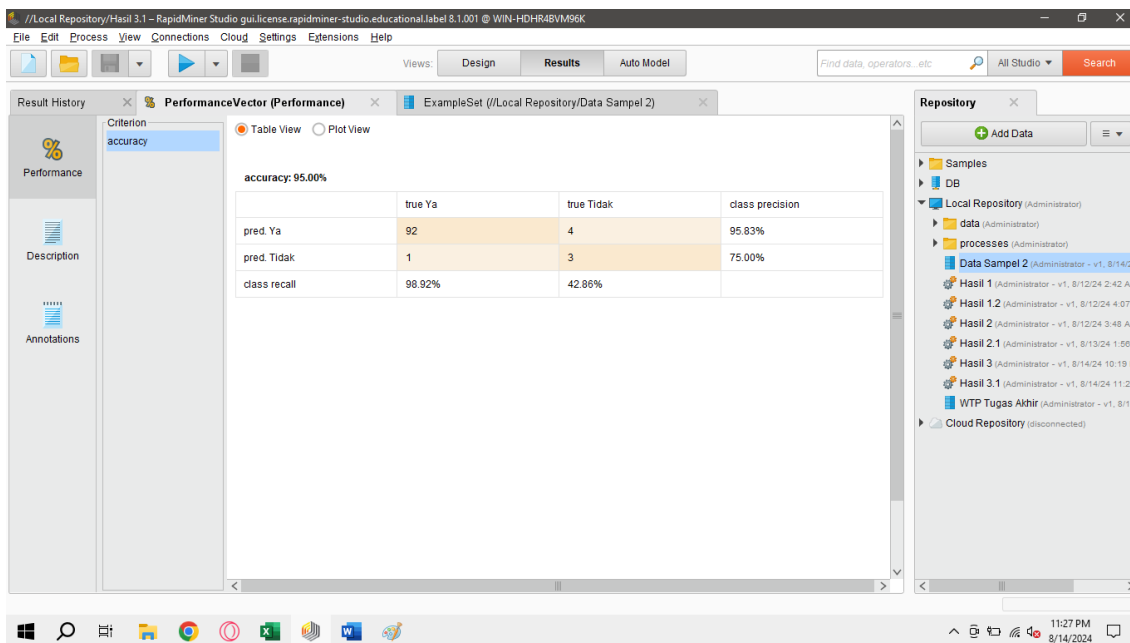 //Local Repository/Hasil 3.1 – RapidMiner Studio gui.license.rapidminer-studio.educational.label 8.1.001 @ WIN-HDHR4BVM96K
File Edit Process View Connections Cloud Settings Extensions Help
Views: Design Results Auto Model Find data, operators...etc All Studio Search
Result History PerformanceVector (Performance) ExampleSet (//Local Repository/Data Sampel 2)
Performance
Description
Annotations
Criterion
accuracy
Table View Plot View
accuracy: 95.00%
true Ya true Tidak class precision
pred. Ya 92 4 95.83%
pred. Tidak 1 3 75.00%
class recall 98.92% 42.86%
Repository
Add Data
Samples
DB
Local Repository (Administrator)
data (Administrator)
processes (Administrator)
Data Sampel 2 (Administrator - v1, 8/14/2
Hasil 1 (Administrator - v1, 8/12/24 2:42 A
Hasil 1.2 (Administrator - v1, 8/12/24 4:07
Hasil 2 (Administrator - v1, 8/12/24 3:48 A
Hasil 2.1 (Administrator - v1, 8/13/24 1:56
Hasil 3 (Administrator - v1, 8/14/24 10:19
Hasil 3.1 (Administrator - v1, 8/14/24 11:2
WTP Tugas Akhir (Administrator - v1, 8/1
Cloud Repository (disconnected)
11:27 PM
8/14/2024